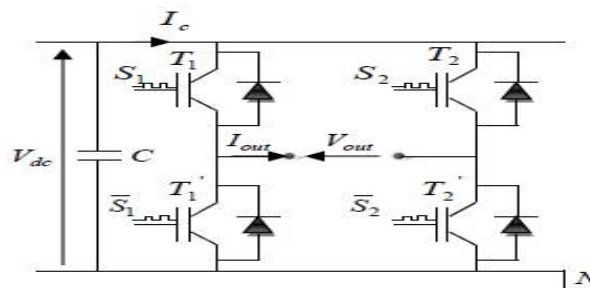 I_c
S_1 T_1 S_2 T_2
V_dc C I_out V_out
S̅_1 T_1' S̅_2 T_2'
N